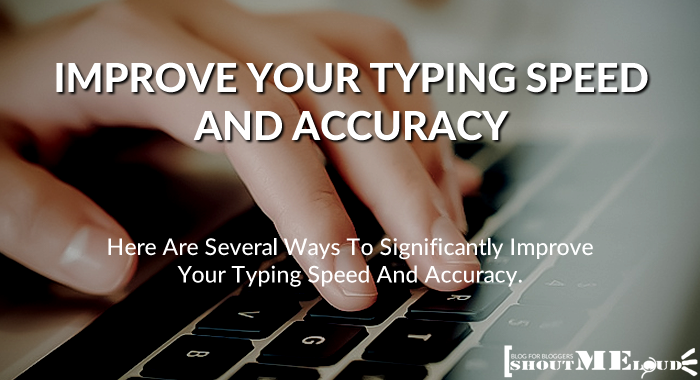 IMPROVE YOUR TYPING SPEED
AND ACCURACY
Here Are Several Ways To Significantly Improve
Your Typing Speed And Accuracy.
R
V
G
T
B
5
BLOG FOR BLOGGERS
SHOUTMELOUD